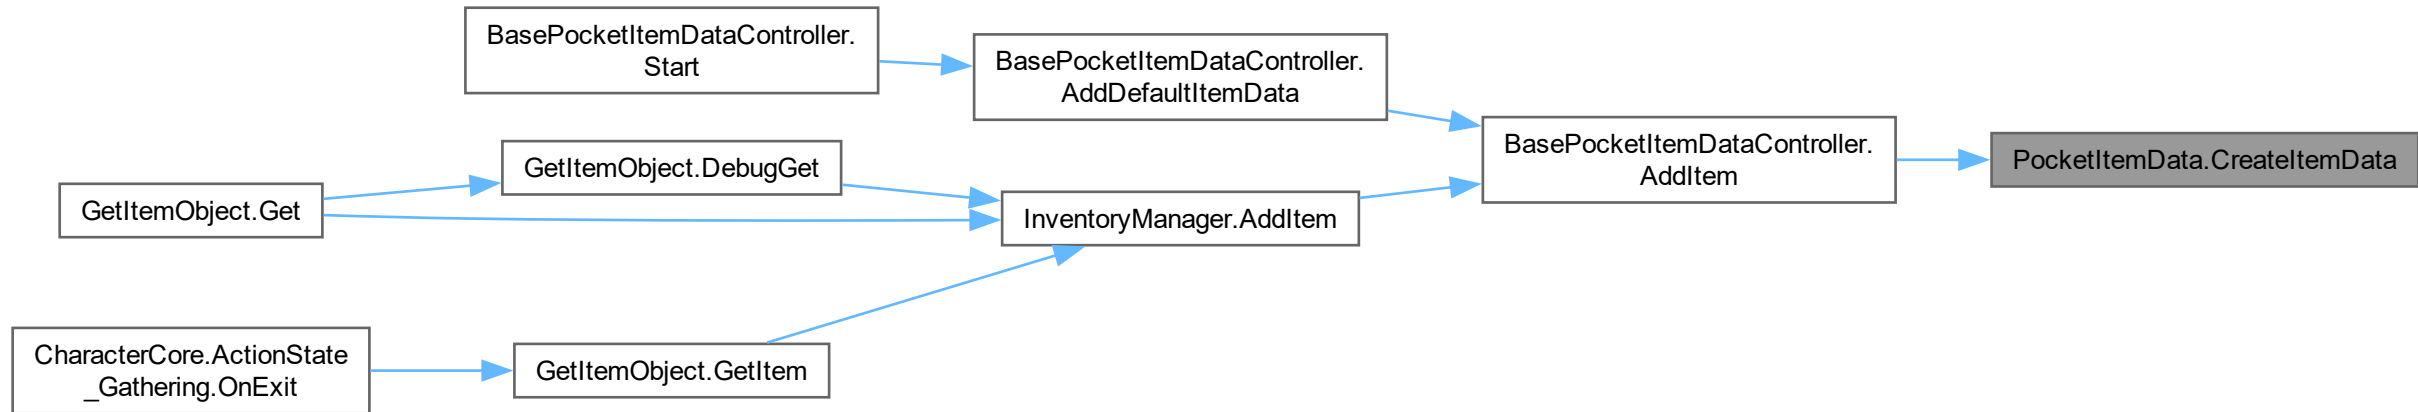 BasePocketItemDataController.
Start
BasePocketItemDataController.
AddDefaultItemData
BasePocketItemDataController.
AddItem
PocketItemData.CreateItemData
GetItemObject.DebugGet
GetItemObject.Get
InventoryManager.AddItem
CharacterCore.ActionState
_Gathering.OnExit
GetItemObject.GetItem